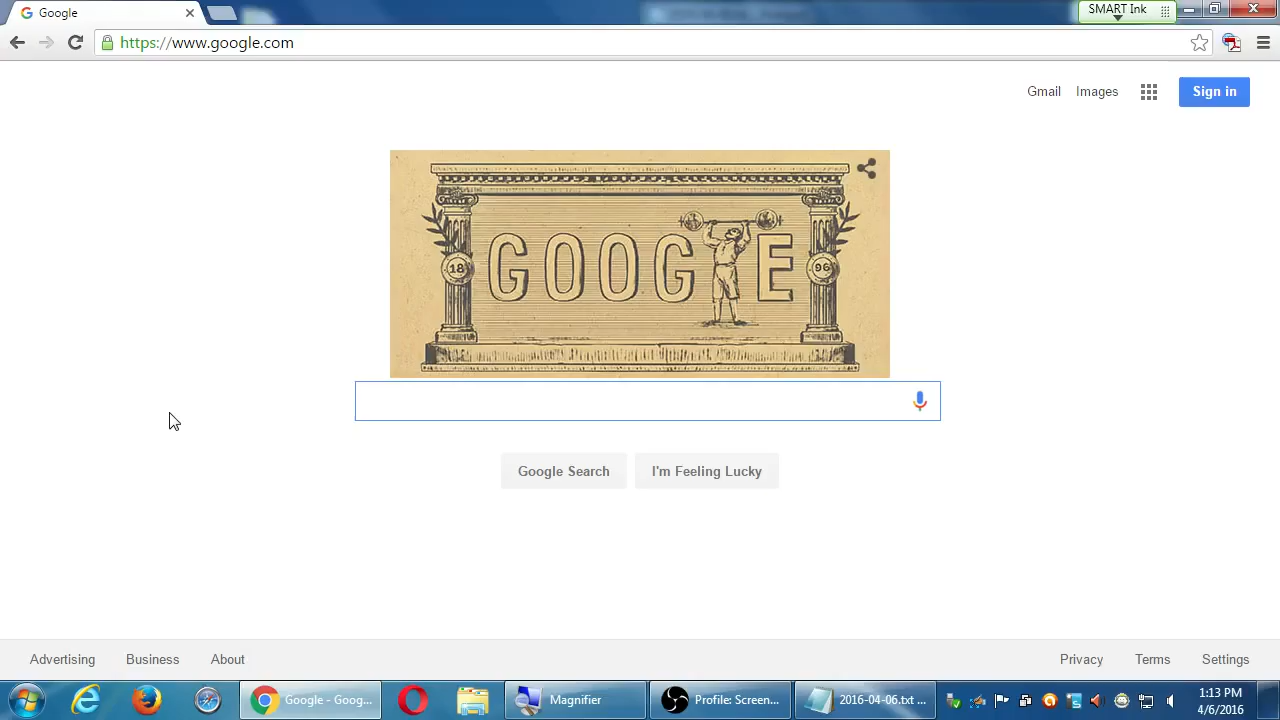 Google
SMART Ink
https://www.google.com
Gmail Images
Sign in
GOOG E
18
96
Google Search
I'm Feeling Lucky
Advertising Business About
Privacy Terms Settings
Google - Goog...
Magnifier
Profile: Screen...
2016-04-06.txt ...
1:13 PM
4/6/2016